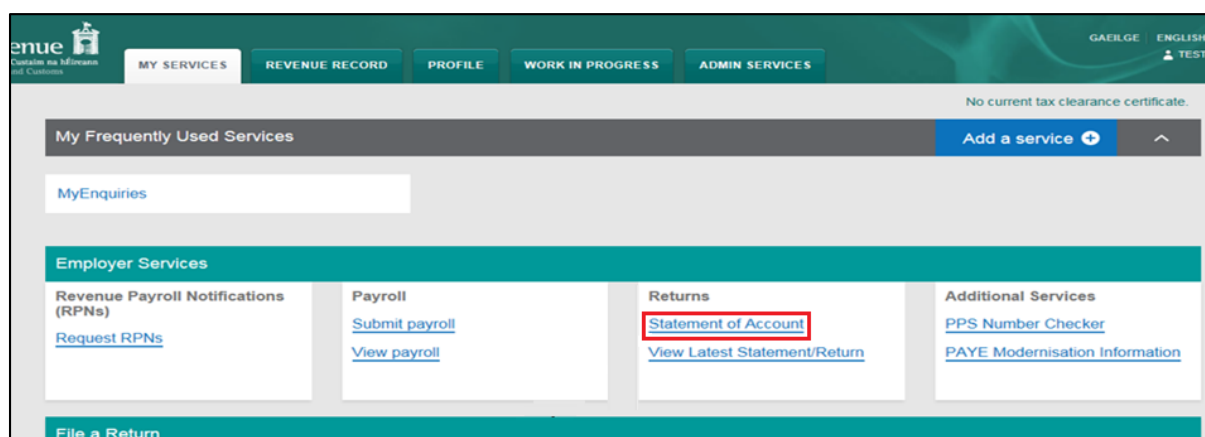 GAEILGE ENGLISH
enue
Custaim na hÉireann
and Customs
TEST
MY SERVICES REVENUE RECORD PROFILE WORK IN PROGRESS ADMIN SERVICES
No current tax clearance certificate.
My Frequently Used Services Add a service
MyEnquiries
Employer Services
Revenue Payroll Notifications
(RPNs)
Request RPNs
Payroll
Submit payroll
View payroll
Returns
Statement of Account
View Latest Statement/Return
Additional Services
PPS Number Checker
PAYE Modernisation Information
File a Return